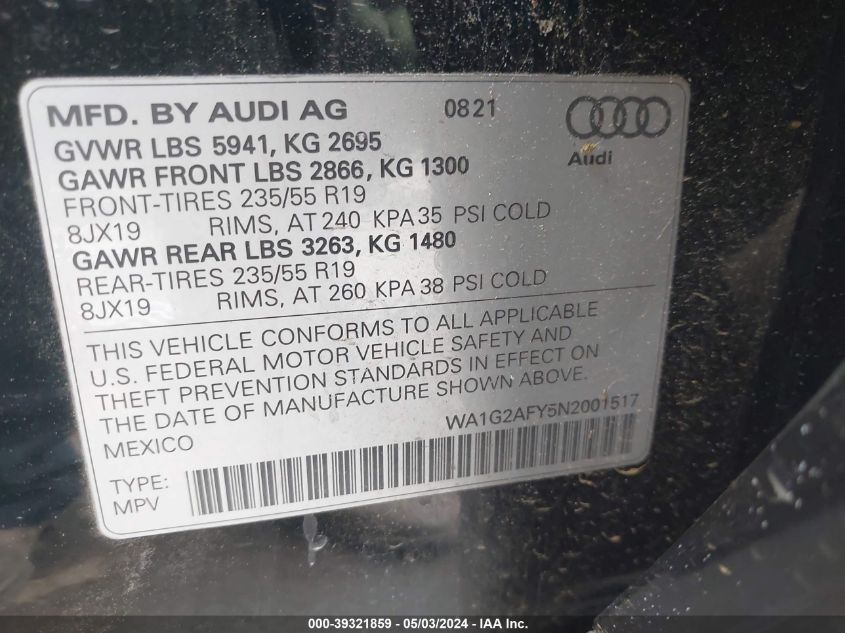 MFD. BY AUDI AG 0821
Audi
GVWR LBS 5941, KG 2695
GAWR FRONT LBS 2866, KG 1300
FRONT-TIRES 235/55 R19
8JX19 RIMS, AT 240 KPA 35 PSI COLD
GAWR REAR LBS 3263, KG 1480
REAR-TIRES 235/55 R19
8JX19 RIMS, AT 260 KPA 38 PSI COLD
THIS VEHICLE CONFORMS TO ALL APPLICABLE
U.S. FEDERAL MOTOR VEHICLE SAFETY AND
THEFT PREVENTION STANDARDS IN EFFECT ON
THE DATE OF MANUFACTURE SHOWN ABOVE.
MEXICO WA1G2AFY5N2001517
TYPE:
MPV
000-39321859 - 05/03/2024 - IAA Inc.